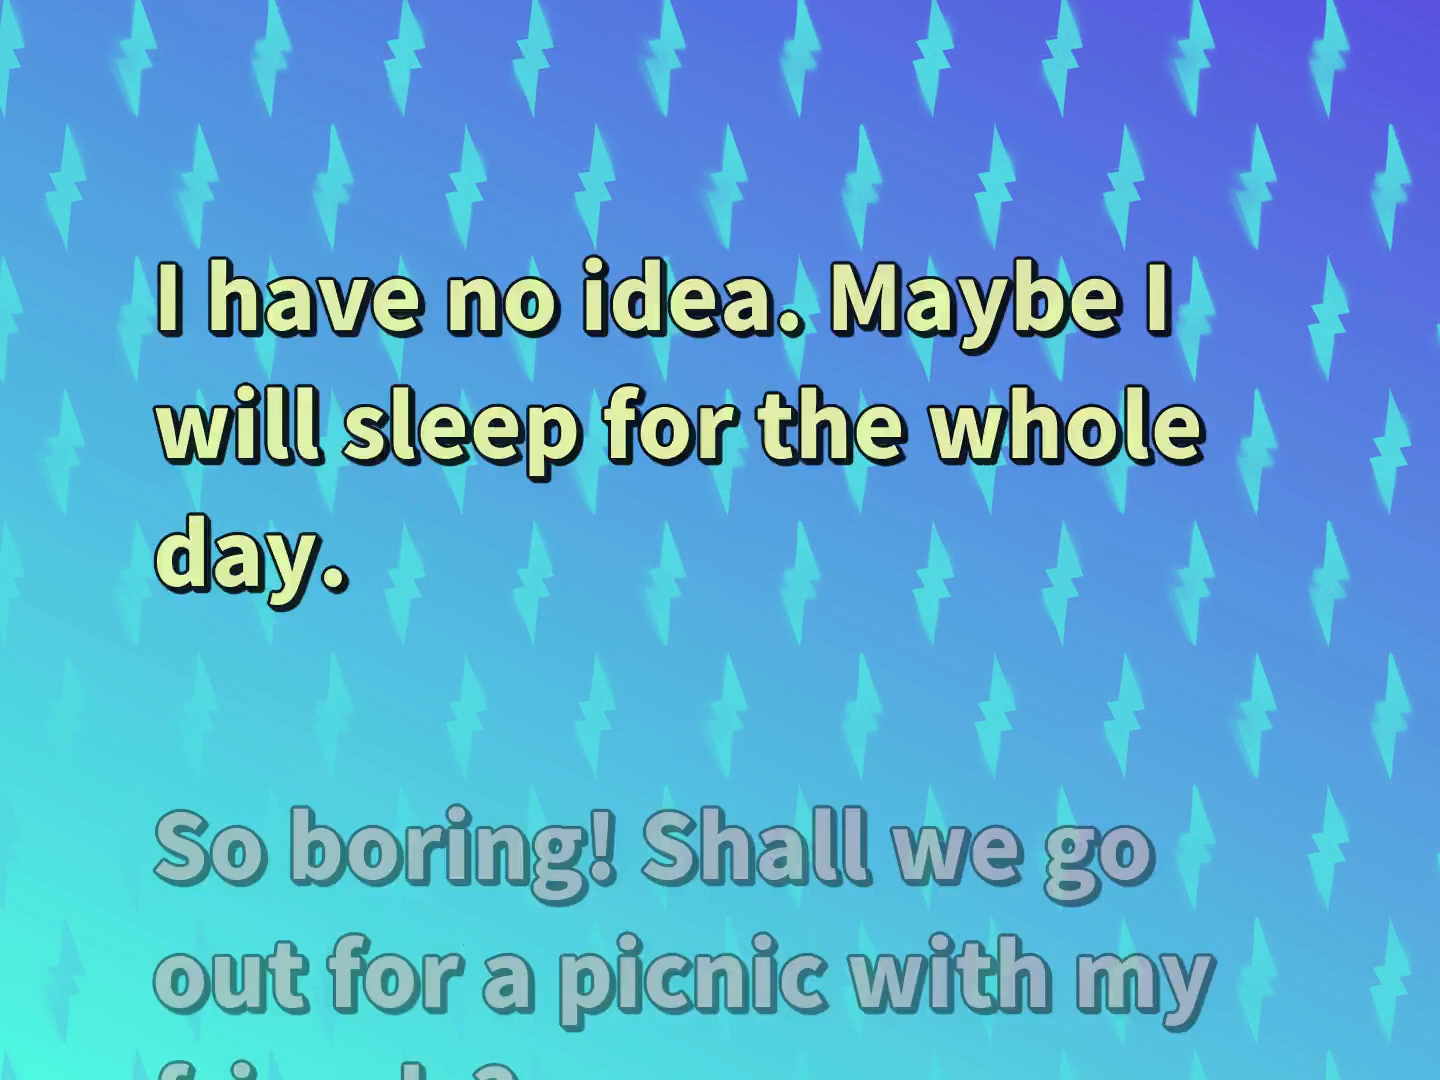 I have no idea. Maybe I
will sleep for the whole
day.
So boring! Shall we go
out for a picnic with my